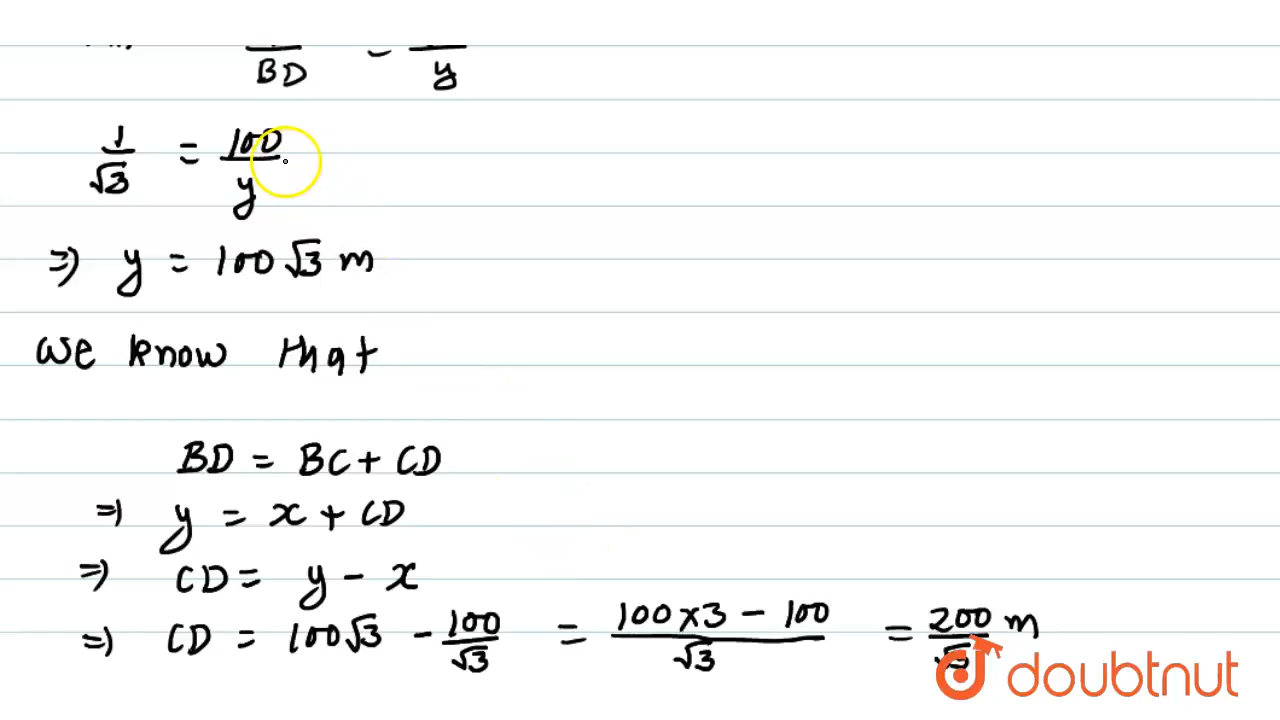 BD = y
1/√3 = 100/y
⇒ y = 100√3 m
we know that
BD = BC + CD
⇒ y = x + CD
⇒ CD = y - x
⇒ CD = 100√3 - 100/√3 = (100×3 - 100)/√3 = 200/√3 m
doubtnut